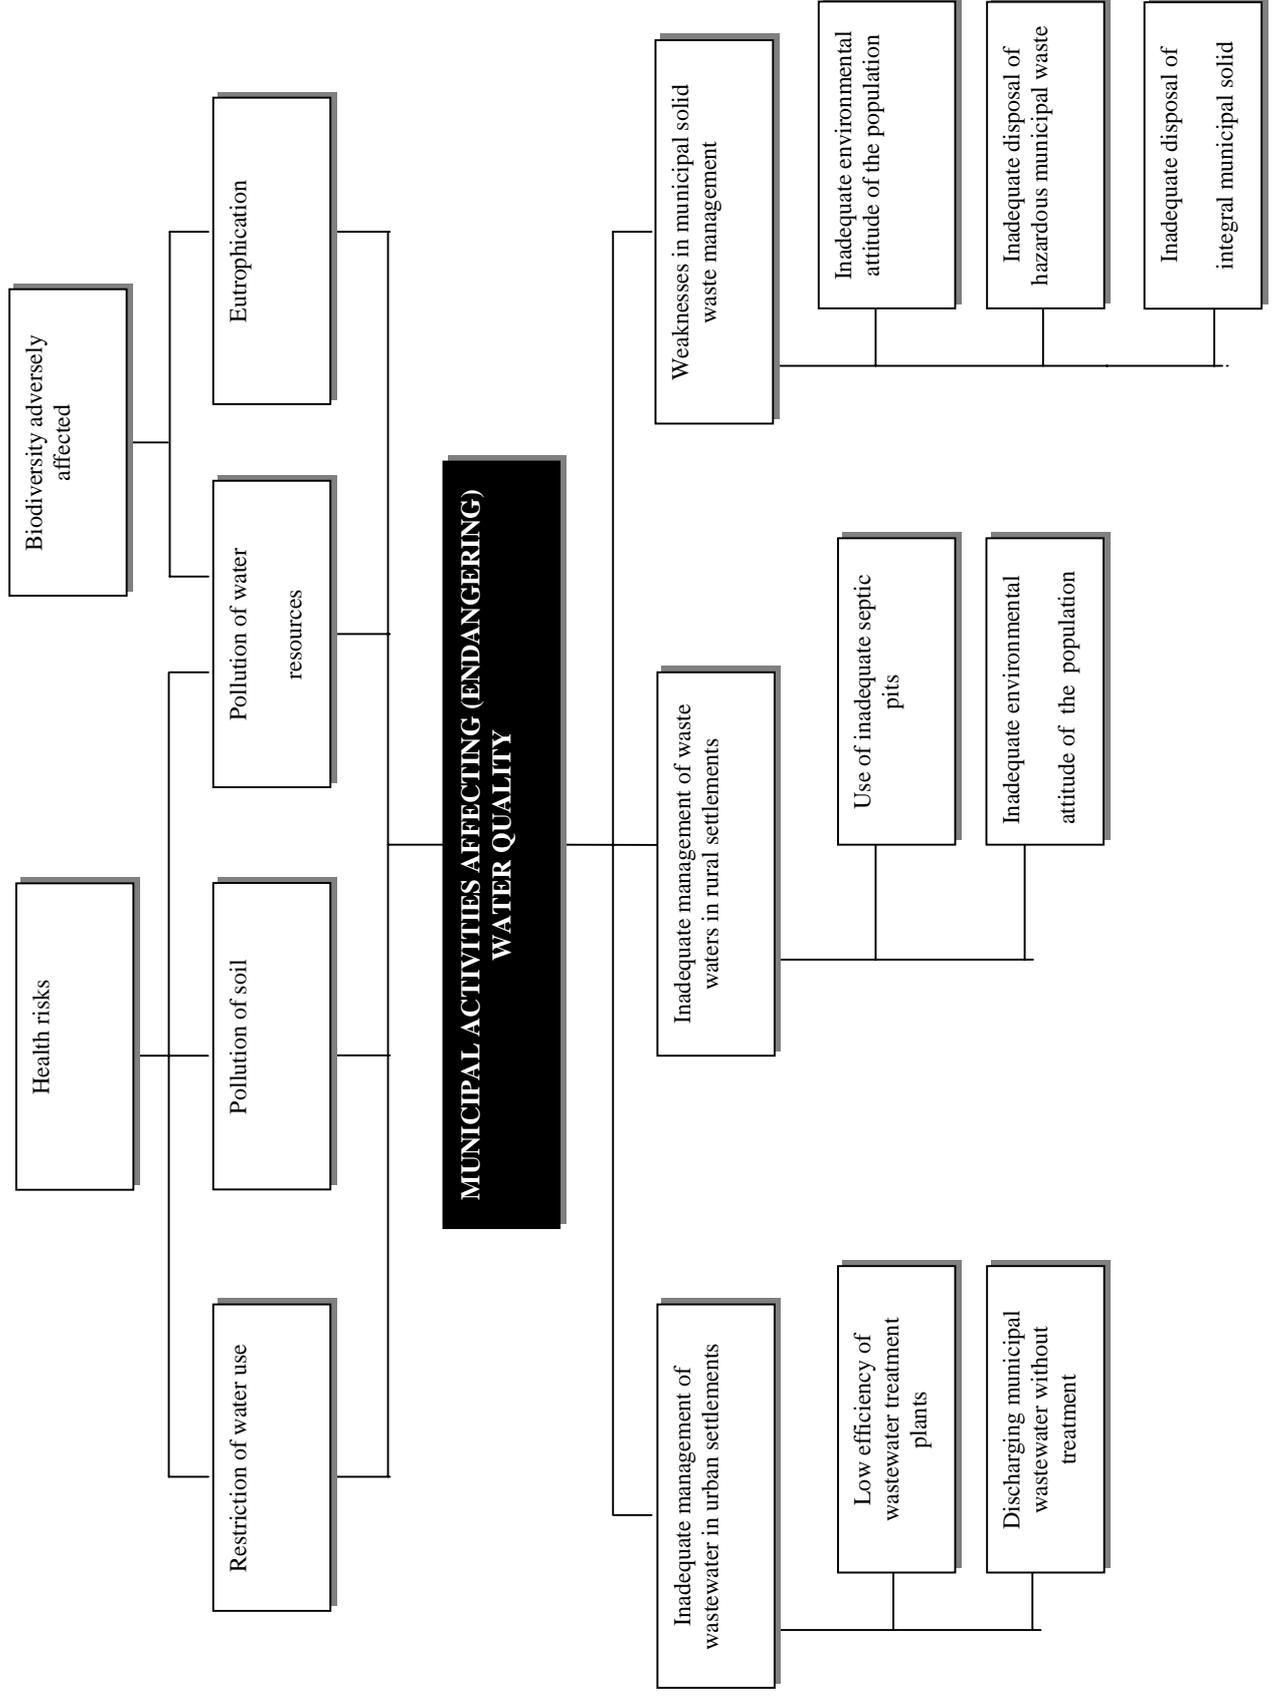 Health risks
Biodiversity adversely
affected
Restriction of water use
Pollution of soil
Pollution of water
resources
Eutrophication
MUNICIPAL ACTIVITIES AFFECTING (ENDANGERING)
WATER QUALITY
Inadequate management of
wastewater in urban settlements
Inadequate management of waste
waters in rural settlements
Weaknesses in municipal solid
waste management
Low efficiency of
wastewater treatment
plants
Discharging municipal
wastewater without
treatment
Use of inadequate septic
pits
Inadequate environmental
attitude of the population
Inadequate environmental
attitude of the population
Inadequate disposal of
hazardous municipal waste
Inadequate disposal of
integral municipal solid